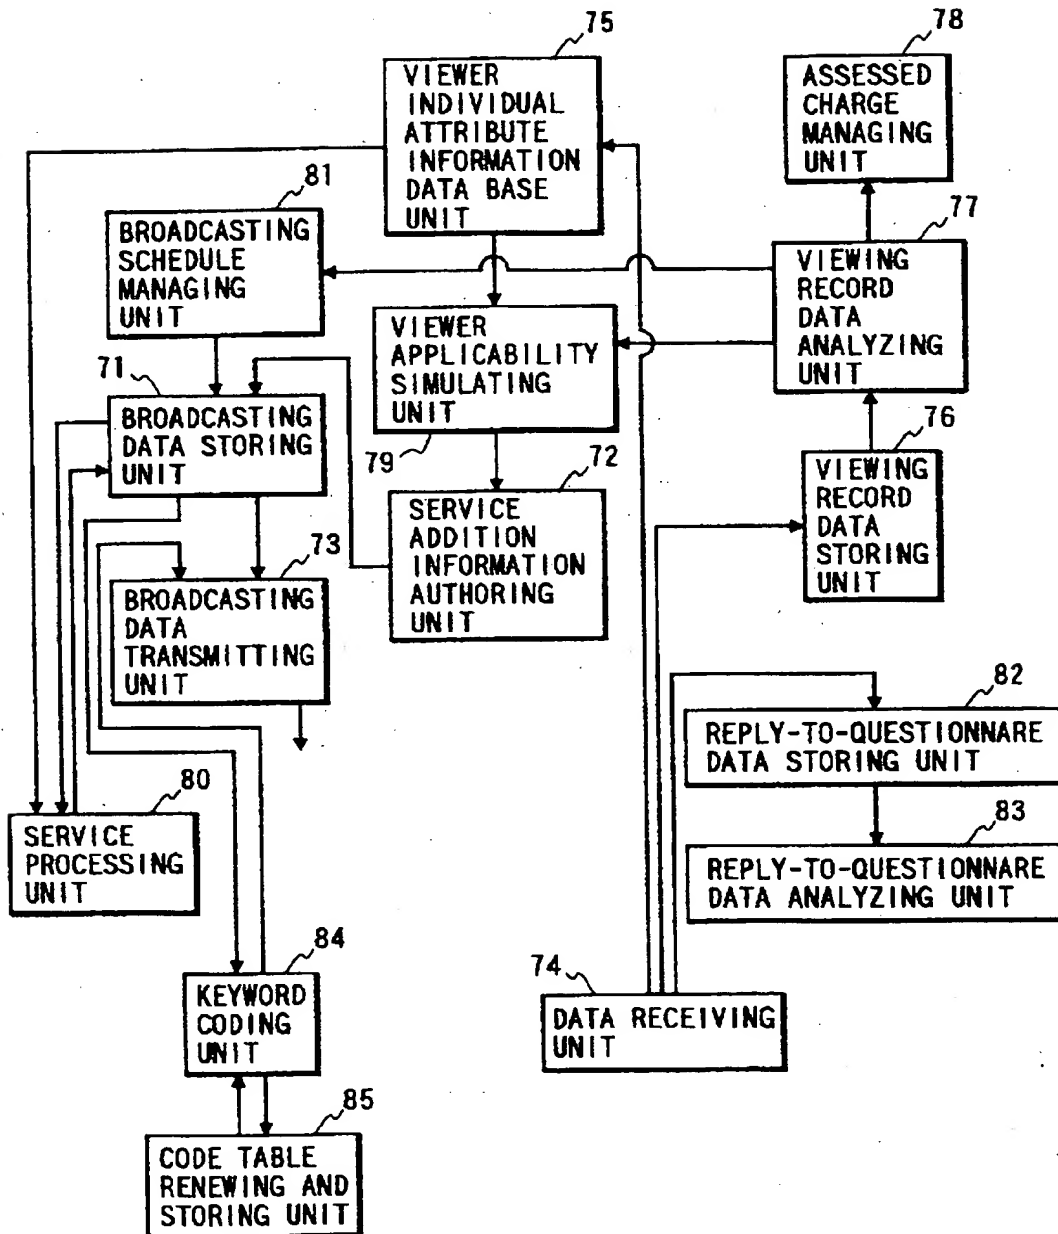 75
VIEWER
INDIVIDUAL
ATTRIBUTE
INFORMATION
DATA BASE
UNIT
78
ASSESSED
CHARGE
MANAGING
UNIT
81
BROADCASTING
SCHEDULE
MANAGING
UNIT
77
VIEWING
RECORD
DATA
ANALYZING
UNIT
VIEWER
APPLICABILITY
SIMULATING
UNIT
79
71
BROADCASTING
DATA STORING
UNIT
76
VIEWING
RECORD
DATA
STORING
UNIT
72
SERVICE
ADDITION
INFORMATION
AUTHORING
UNIT
73
BROADCASTING
DATA
TRANSMITTING
UNIT
82
REPLY-TO-QUESTIONNARE
DATA STORING UNIT
83
REPLY-TO-QUESTIONNARE
DATA ANALYZING UNIT
80
SERVICE
PROCESSING
UNIT
84
KEYWORD
CODING
UNIT
74
DATA RECEIVING
UNIT
85
CODE TABLE
RENEWING AND
STORING UNIT